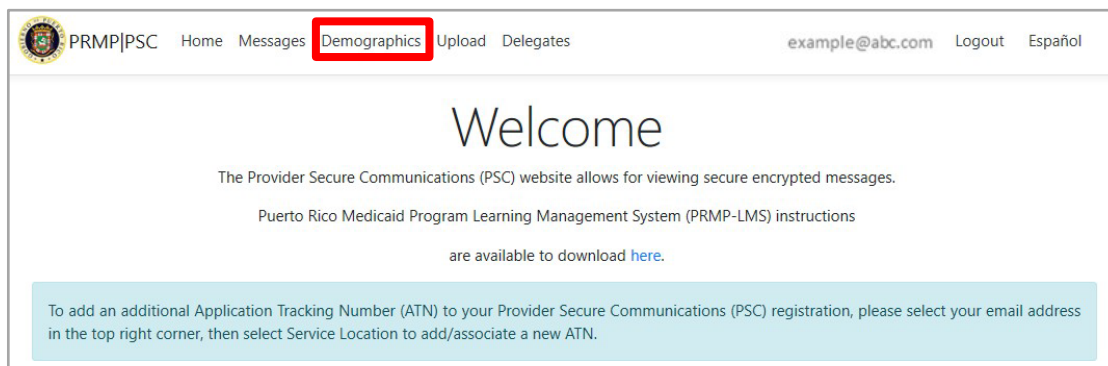 PRMP|PSC Home Messages Demographics Upload Delegates example@abc.com Logout Español
Welcome
The Provider Secure Communications (PSC) website allows for viewing secure encrypted messages.
Puerto Rico Medicaid Program Learning Management System (PRMP-LMS) instructions
are available to download here.
To add an additional Application Tracking Number (ATN) to your Provider Secure Communications (PSC) registration, please select your email address
in the top right corner, then select Service Location to add/associate a new ATN.